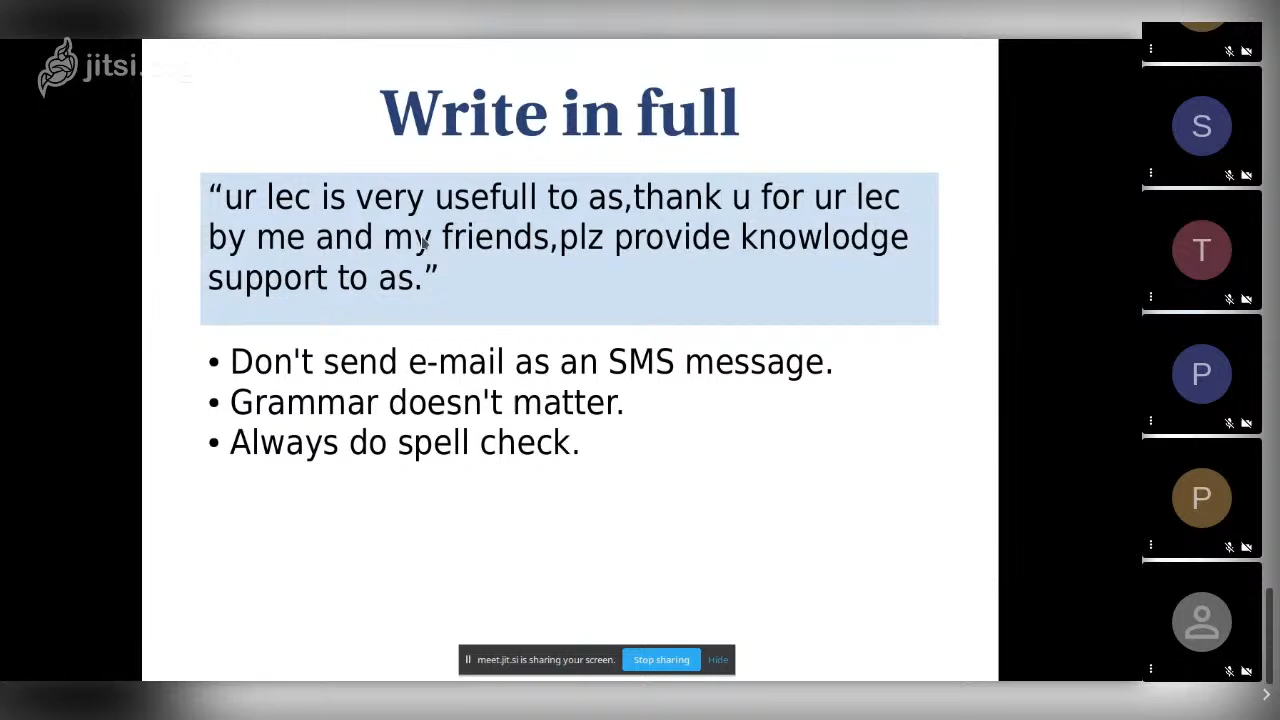 jitsi
Write in full
“ur lec is very usefull to as,thank u for ur lec
by me and my friends,plz provide knowlodge
support to as.”
• Don't send e-mail as an SMS message.
• Grammar doesn't matter.
• Always do spell check.
meet.jit.si is sharing your screen. Stop sharing Hide
S
T
P
P